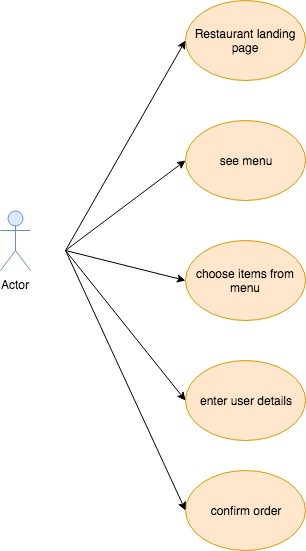 Restaurant landing
page
see menu
Actor
choose items from
menu
enter user details
confirm order